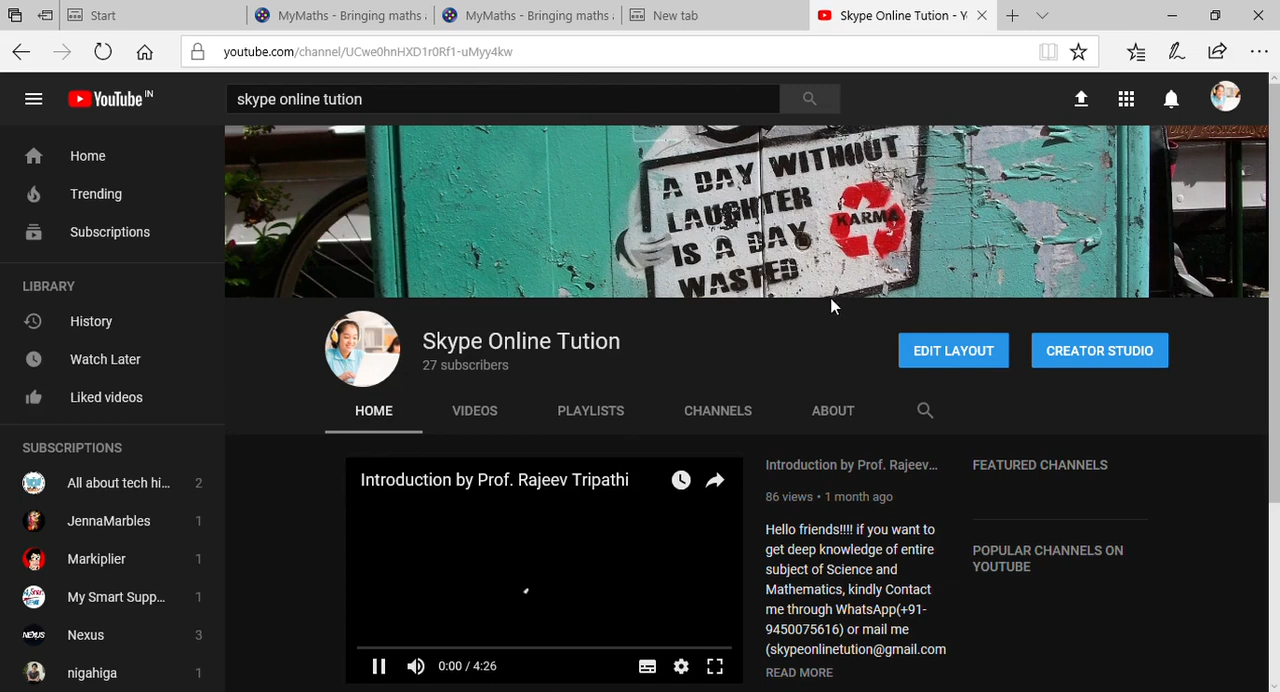 Start
MyMaths - Bringing maths
MyMaths - Bringing maths
New tab
Skype Online Tution - Y
youtube.com/channel/UCwe0hnHXD1r0Rf1-uMyy4kw
YouTube IN
skype online tution
Home
Trending
Subscriptions
LIBRARY
History
Watch Later
Liked videos
SUBSCRIPTIONS
All about tech hi... 2
JennaMarbles 1
Markiplier 1
My Smart Supp... 1
Nexus 3
nigahiga 1
A DAY WITHOUT
LAUGHTER
IS A DAY
WASTED
KARMA
Skype Online Tution
27 subscribers
EDIT LAYOUT
CREATOR STUDIO
HOME
VIDEOS
PLAYLISTS
CHANNELS
ABOUT
Introduction by Prof. Rajeev Tripathi
0:00 / 4:26
Introduction by Prof. Rajeev...
86 views • 1 month ago
Hello friends!!!! if you want to
get deep knowledge of entire
subject of Science and
Mathematics, kindly Contact
me through WhatsApp(+91-
9450075616) or mail me
(skypeonlinetution@gmail.com
READ MORE
FEATURED CHANNELS
POPULAR CHANNELS ON
YOUTUBE